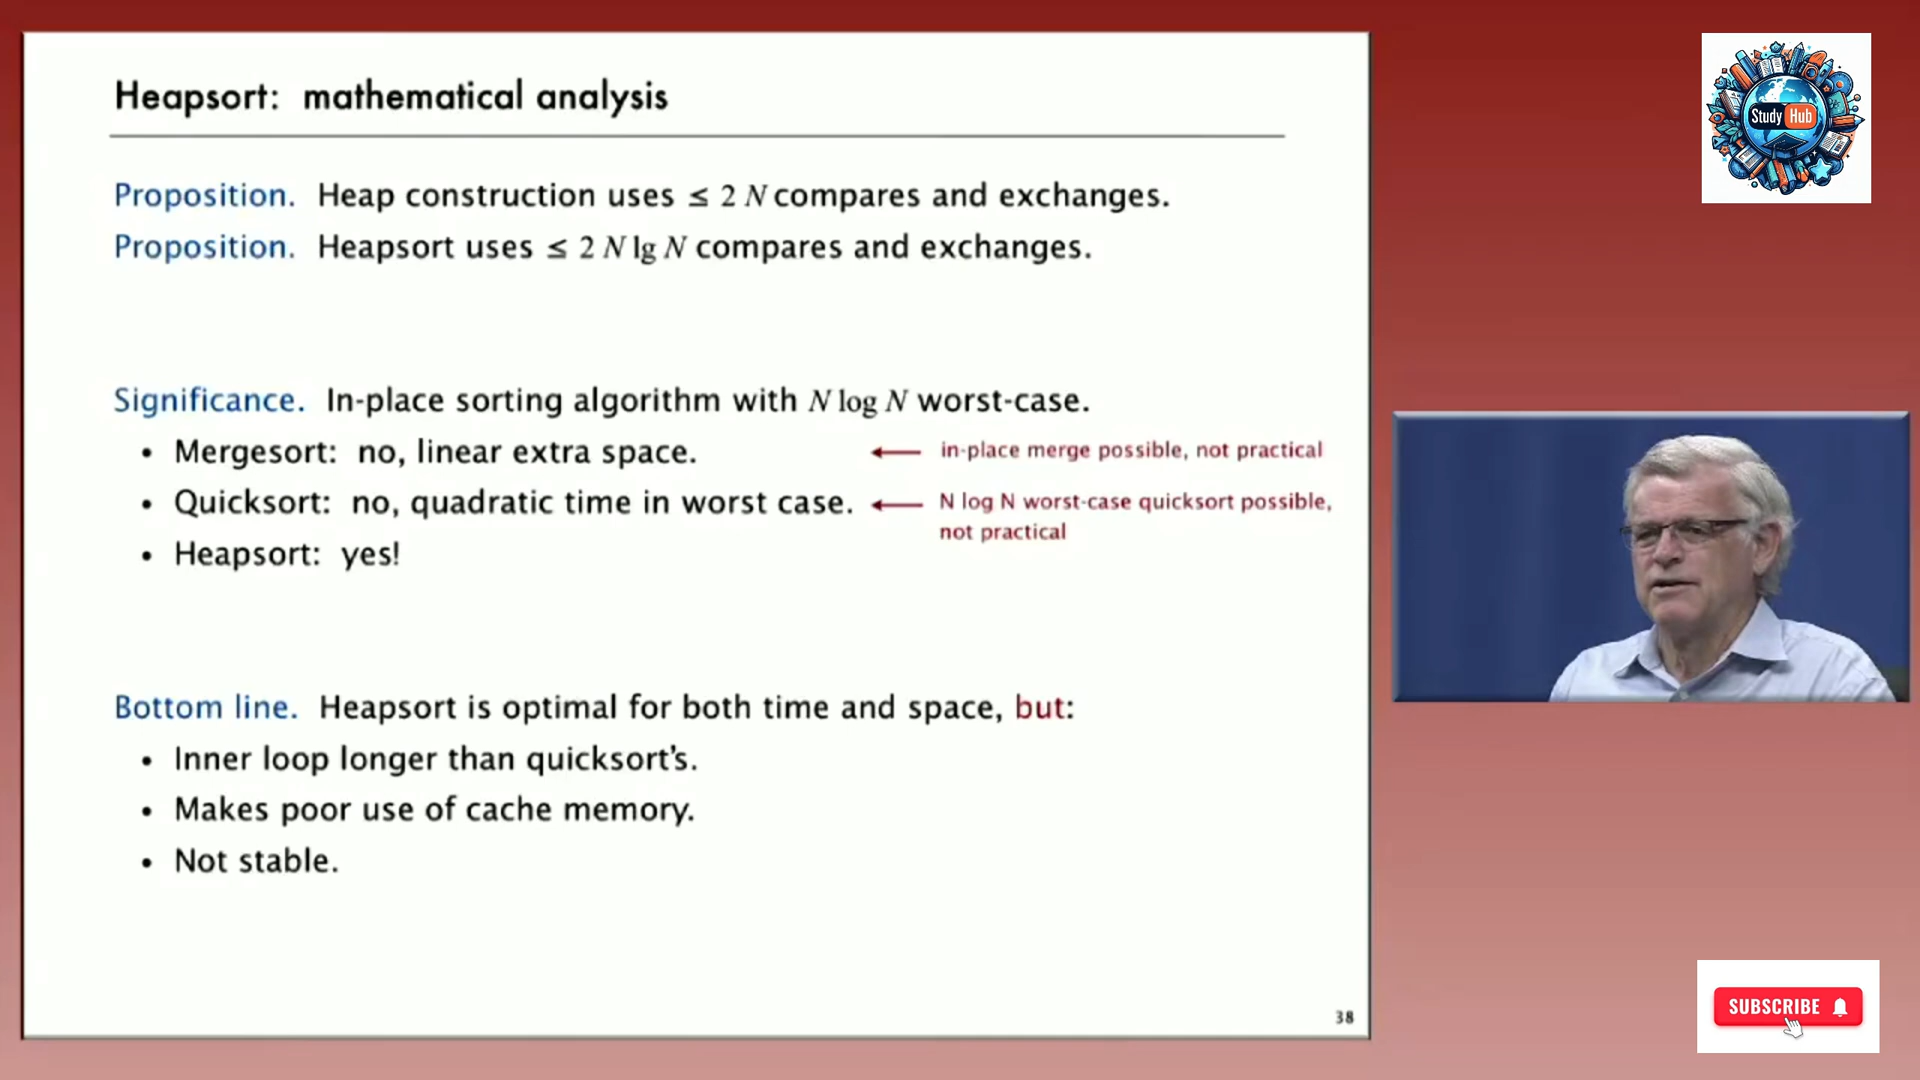 Heapsort: mathematical analysis
Proposition. Heap construction uses ≤ 2 N compares and exchanges.
Proposition. Heapsort uses ≤ 2 N lg N compares and exchanges.
Significance. In-place sorting algorithm with N log N worst-case.
• Mergesort: no, linear extra space. ← in-place merge possible, not practical
• Quicksort: no, quadratic time in worst case. ← N log N worst-case quicksort possible,
not practical
• Heapsort: yes!
Bottom line. Heapsort is optimal for both time and space, but:
• Inner loop longer than quicksort's.
• Makes poor use of cache memory.
• Not stable.
38
Study Hub
SUBSCRIBE